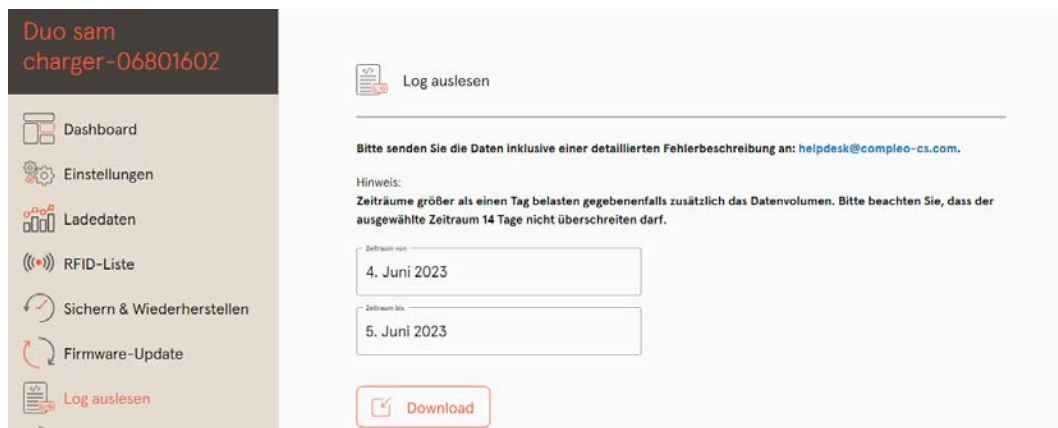 Duo sam
charger-06801602
Dashboard
Einstellungen
Ladedaten
RFID-Liste
Sichern & Wiederherstellen
Firmware-Update
Log auslesen
Log auslesen
Bitte senden Sie die Daten inklusive einer detaillierten Fehlerbeschreibung an: helpdesk@compleo-cs.com.
Hinweis:
Zeiträume größer als einen Tag belasten gegebenenfalls zusätzlich das Datenvolumen. Bitte beachten Sie, dass der
ausgewählte Zeitraum 14 Tage nicht überschreiten darf.
Zeitraum von
4. Juni 2023
Zeitraum bis
5. Juni 2023
Download